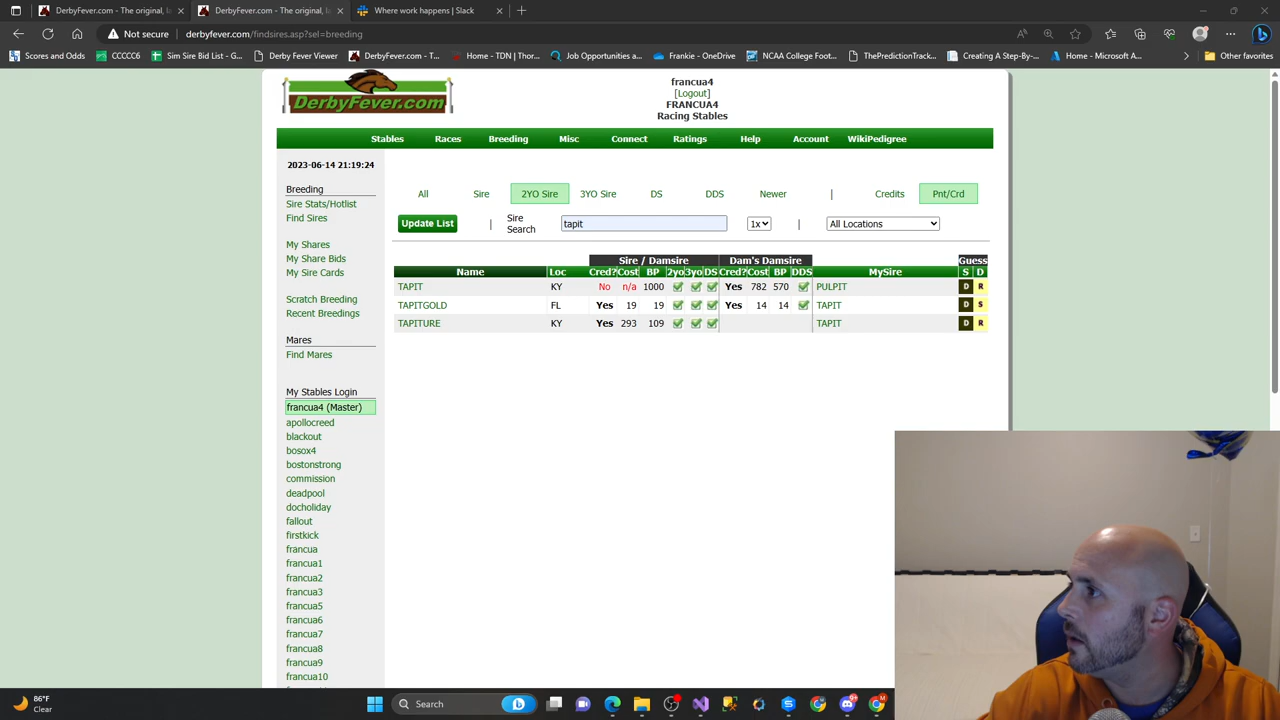 DerbyFever.com - The original, l
DerbyFever.com - The original, l
Where work happens | Slack
Not secure
derbyfever.com/findsires.asp?sel=breeding
Scores and Odds
CCCCC6
Sim Sire Bid List - G...
Derby Fever Viewer
DerbyFever.com - T...
Home - TDN | Thor...
Job Opportunities a...
Frankie - OneDrive
NCAA College Foot...
ThePredictionTrack...
Creating A Step-By-...
Other favorites
DerbyFever.com
francua4
[Logout]
FRANCUA4
Racing Stables
Stables Races Breeding Misc Connect Ratings Help Account WikiPedigree
2023-06-14 21:19:24
Breeding
Sire Stats/Hotlist
Find Sires
My Shares
My Share Bids
My Sire Cards
Scratch Breeding
Recent Breedings
Mares
Find Mares
My Stables Login
francua4 (Master)
apollocreed
blackout
bosox4
bostonstrong
commission
deadpool
docholiday
fallout
firstkick
francua
francua1
francua2
francua3
francua5
francua6
francua7
francua8
francua9
francua10
All Sire 2YO Sire 3YO Sire DS DDS Newer | Credits Pnt/Crd
Update List | Sire Search tapit 1x | All Locations
Sire / Damsire Dam's Damsire Guess
Name Loc Cred? Cost BP 2yo 3yo DS Cred? Cost BP DDS MySire S D
TAPIT KY No n/a 1000 Yes 782 570 PULPIT D R
TAPITGOLD FL Yes 19 19 Yes 14 14 TAPIT D S
TAPITURE KY Yes 293 109 TAPIT D R
86°F
Clear
Search